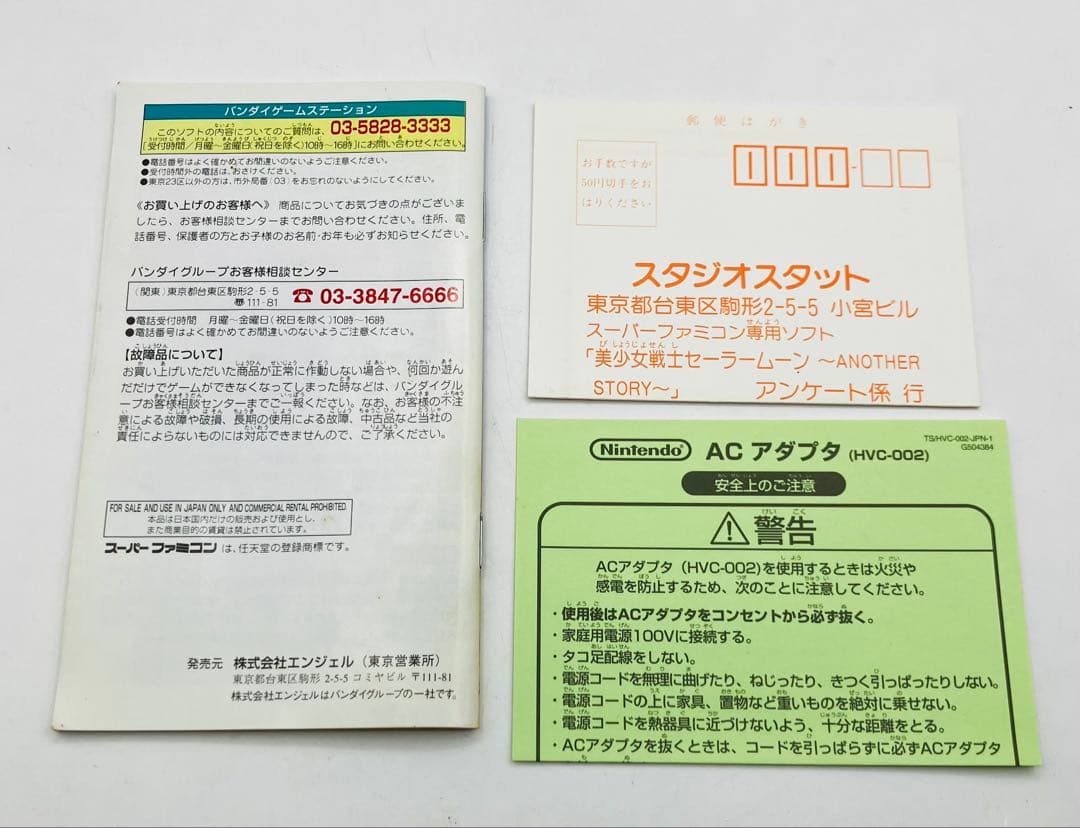 バンダイゲームステーション
このソフトの内容についてのご質問は、 03-5828-3333
[受付時間/月曜~金曜日(祝日を除く)10時~16時]にお問い合わせください。
●電話番号はよく確かめてお間違いのないようご注意ください。
●受付時間外の電話は、おさけください。
●東京23区以外の方は、市外局番(03)をお忘れのないようにしてください。
《お買い上げのお客様へ》 商品についてお気づきの点がございま
したら、お客様相談センターまでお問い合わせください。住所、電
話番号、保護者の方とお子様のお名前・お年も必ずお知らせください。
バンダイグループお客様相談センター
(関東)東京都台東区駒形2-5-5
〒111-81
☎ 03-3847-6666
●電話受付時間 月曜~金曜日(祝日を除く)10時~16時
●電話番号はよく確かめてお間違いのないようご注意ください。
【故障品について】
お買い上げいただいた商品が正常に作動しない場合や、何回か遊ん
だだけでゲームができなくなってしまった時などは、バンダイグル
ープお客様相談センターまでご一報ください。なお、お客様の不注
意による故障や破損、長期の使用による故障、中古品など当社の
責任によらないものには対応できませんので、ご了承ください。
FOR SALE AND USE IN JAPAN ONLY AND COMMERCIAL RENTAL PROHIBITED.
本品は日本国内だけの販売および使用とし、
また商業目的の賃貸は禁止されています。
スーパーファミコン は、任天堂の登録商標です。
発売元 株式会社エンジェル (東京営業所)
東京都台東区駒形 2-5-5 コミヤビル 〒111-81
株式会社エンジェルはバンダイグループの一社です。
郵便はがき
お手数ですが
50円切手をお
はりください
スタジオスタット
東京都台東区駒形2-5-5 小宮ビル
スーパーファミコン専用ソフト
「美少女戦士セーラームーン ~ANOTHER
STORY~」 アンケート係 行
TS/HVC-002-JPN-1
G504384
Nintendo ACアダプタ (HVC-002)
安全上のご注意
警告
ACアダプタ (HVC-002)を使用するときは火災や
感電を防止するため、次のことに注意してください。
・使用後はACアダプタをコンセントから必ず抜く。
・家庭用電源100Vに接続する。
・タコ足配線をしない。
・電源コードを無理に曲げたり、ねじったり、きつく引っぱったりしない。
・電源コードの上に家具、置物など重いものを絶対に乗せない。
・電源コードを熱器具に近づけないよう、十分な距離をとる。
・ACアダプタを抜くときは、コードを引っぱらずに必ずACアダプタ